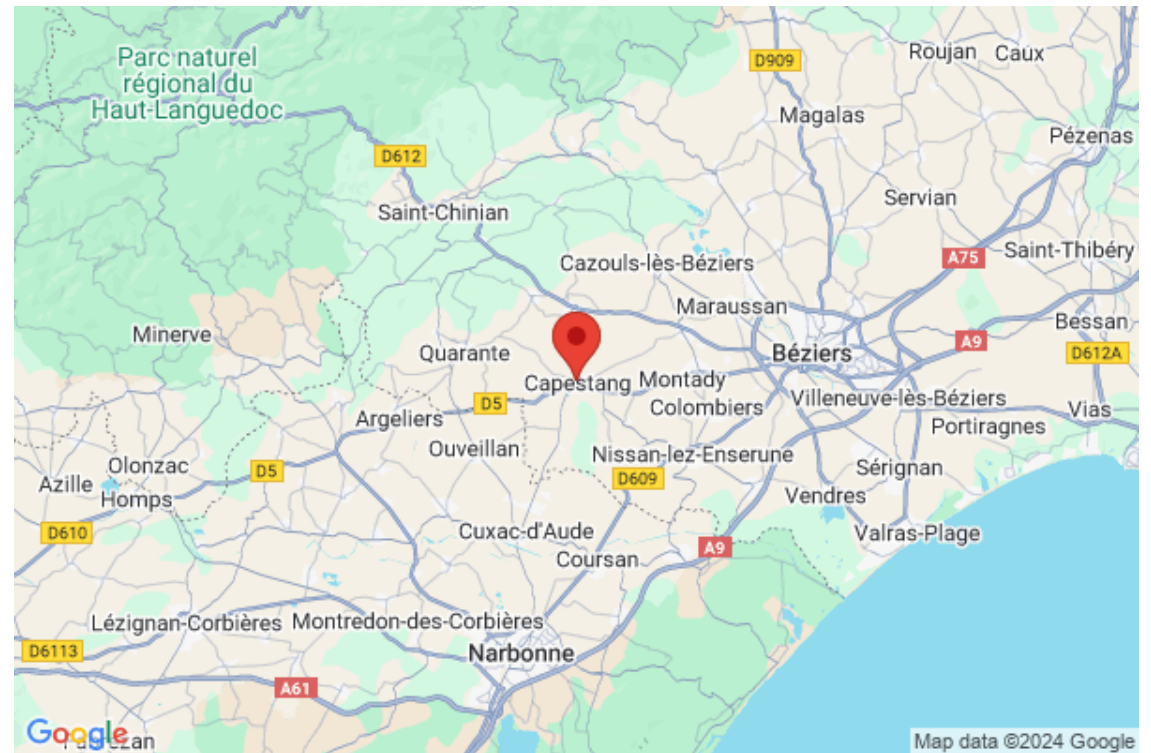 Parc naturel
régional du
Haut-Languedoc
D909
Roujan
Caux
Magalas
Pézenas
D612
Saint-Chinian
Servian
A75
Saint-Thibéry
Cazouls-lès-Béziers
Maraussan
Bessan
Minerve
A9
D612A
Quarante
Béziers
Capestang
Montady
D5
Villeneuve-lès-Béziers
Argeliers
Colombiers
Vias
Portiragnes
Ouveillan
Nissan-lez-Enserune
Olonzac
D5
Sérignan
Azille
D609
Homps
Vendres
D610
Cuxac-d'Aude
Valras-Plage
A9
Coursan
Lézignan-Corbières
Montredon-des-Corbières
D6113
Narbonne
A61
Google
Map data ©2024 Google